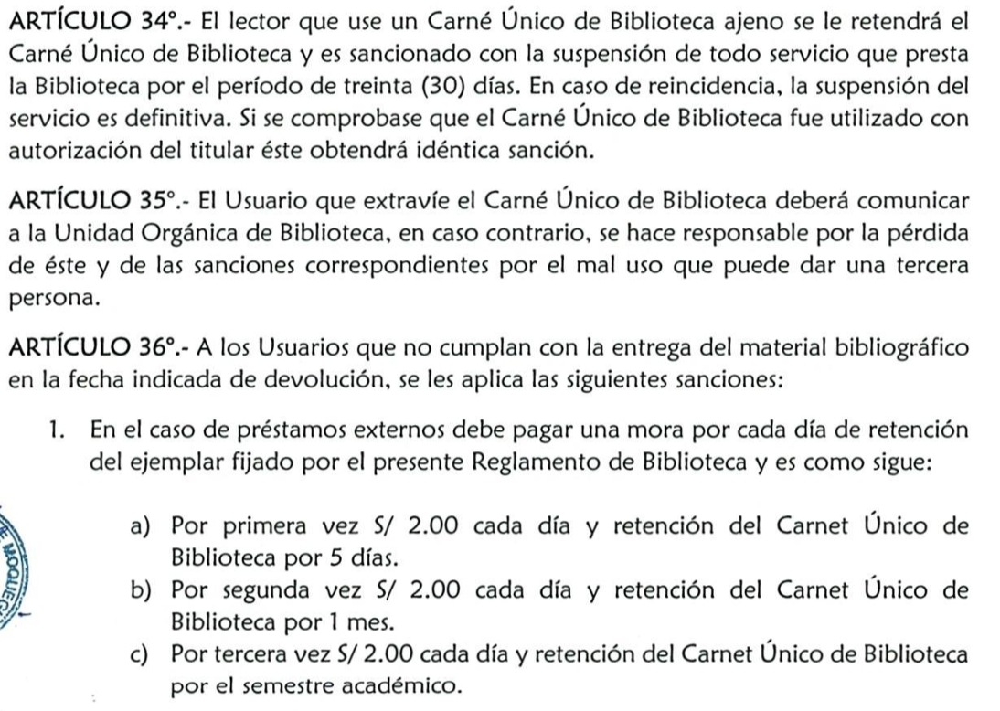 ARTÍCULO 34°.- El lector que use un Carné Único de Biblioteca ajeno se le retendrá el
Carné Único de Biblioteca y es sancionado con la suspensión de todo servicio que presta
la Biblioteca por el período de treinta (30) días. En caso de reincidencia, la suspensión del
servicio es definitiva. Si se comprobase que el Carné Único de Biblioteca fue utilizado con
autorización del titular éste obtendrá idéntica sanción.
ARTÍCULO 35°.- El Usuario que extravíe el Carné Único de Biblioteca deberá comunicar
a la Unidad Orgánica de Biblioteca, en caso contrario, se hace responsable por la pérdida
de éste y de las sanciones correspondientes por el mal uso que puede dar una tercera
persona.
ARTÍCULO 36°.- A los Usuarios que no cumplan con la entrega del material bibliográfico
en la fecha indicada de devolución, se les aplica las siguientes sanciones:
1. En el caso de préstamos externos debe pagar una mora por cada día de retención
del ejemplar fijado por el presente Reglamento de Biblioteca y es como sigue:
a) Por primera vez S/ 2.00 cada día y retención del Carnet Único de
Biblioteca por 5 días.
b) Por segunda vez S/ 2.00 cada día y retención del Carnet Único de
Biblioteca por 1 mes.
c) Por tercera vez S/ 2.00 cada día y retención del Carnet Único de Biblioteca
por el semestre académico.